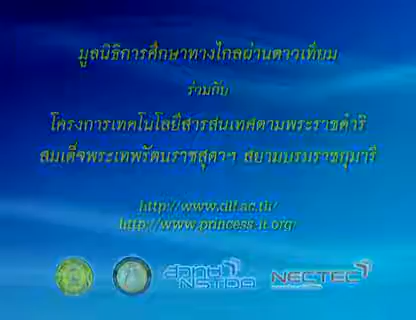 มูลนิธิการศึกษาทางไกลผ่านดาวเทียม
ร่วมกับ
โครงการเทคโนโลยีสารสนเทศตามพระราชดำริ
สมเด็จพระเทพรัตนราชสุดาฯ สยามบรมราชกุมารี
http://www.dlf.ac.th/
http://www.princess-it.org/
สวทช
NSTDA
NECTEC